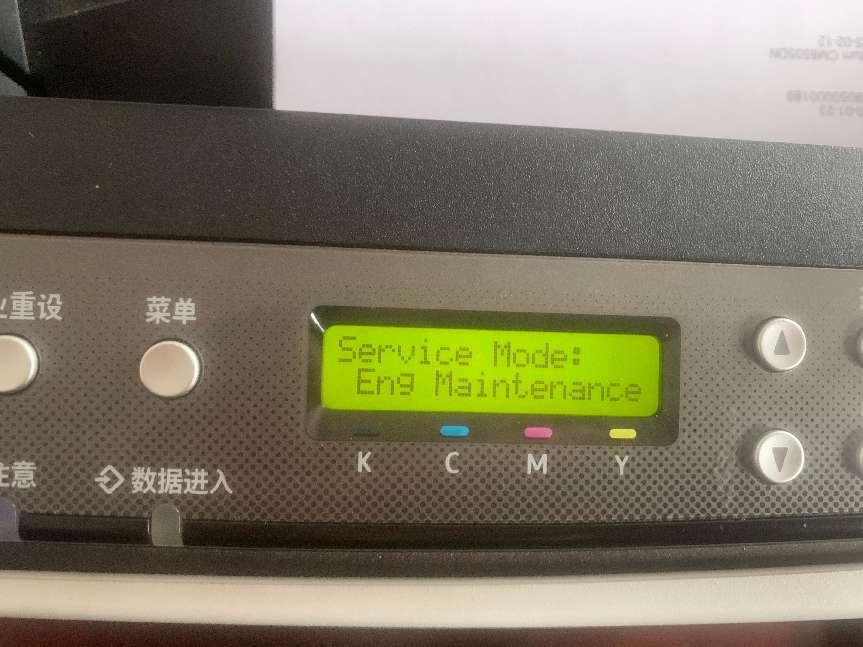 重设
菜单
Service Mode:
Eng Maintenance
K
C
M
Y
注意
数据进入